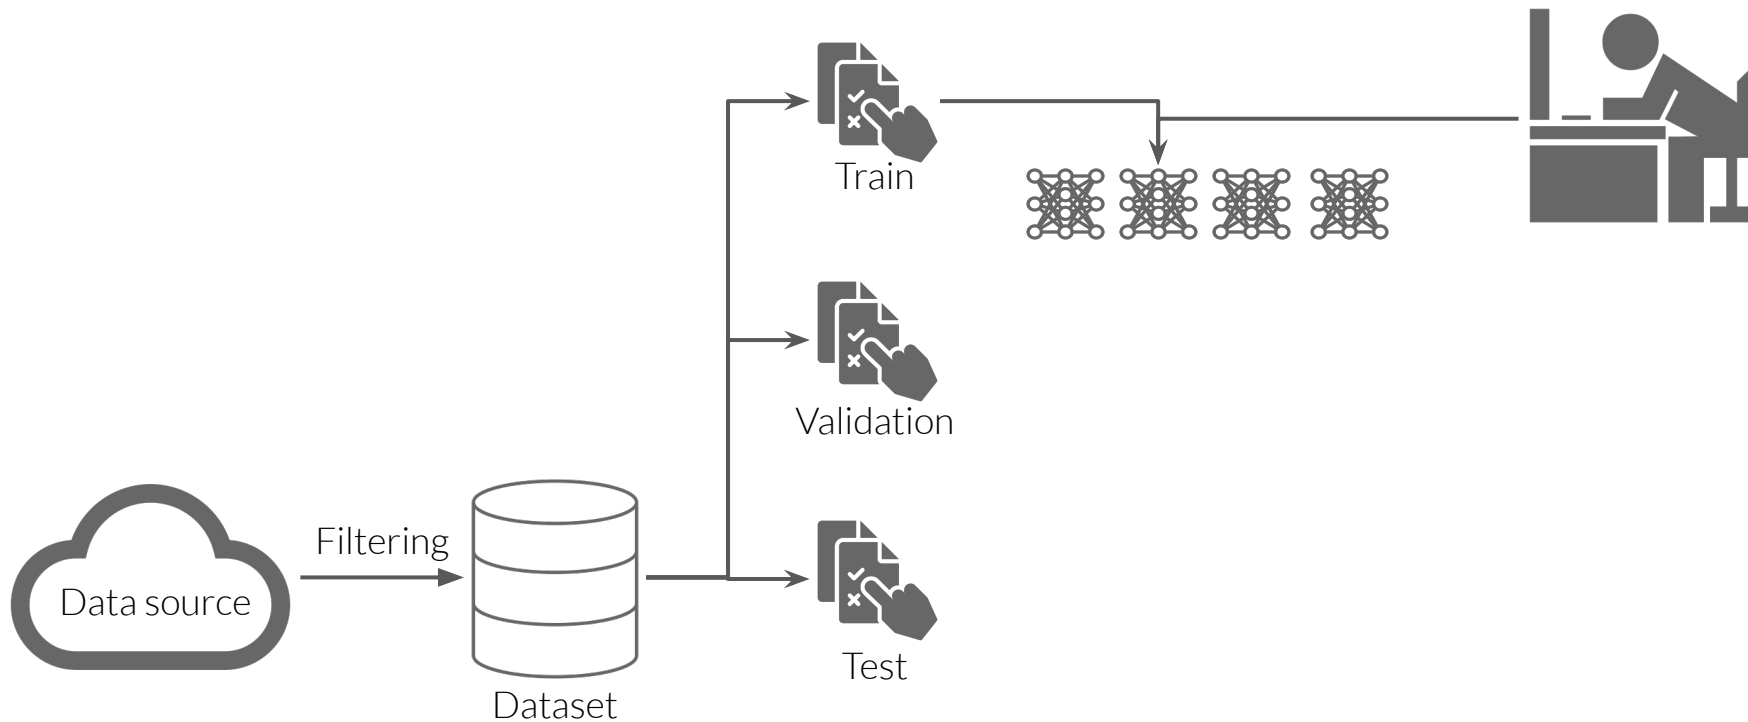 Train
Validation
Filtering
Data source
Test
Dataset